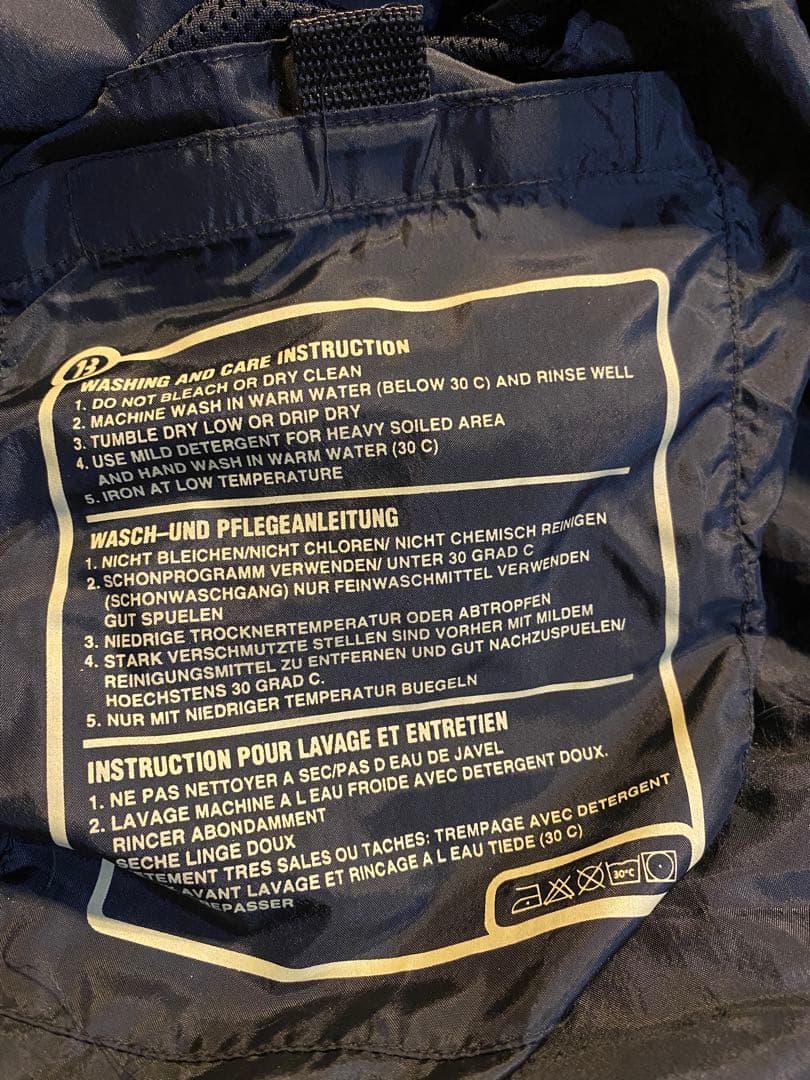 B
WASHING AND CARE INSTRUCTION
1. DO NOT BLEACH OR DRY CLEAN
2. MACHINE WASH IN WARM WATER (BELOW 30 C) AND RINSE WELL
3. TUMBLE DRY LOW OR DRIP DRY
4. USE MILD DETERGENT FOR HEAVY SOILED AREA
AND HAND WASH IN WARM WATER (30 C)
5. IRON AT LOW TEMPERATURE
WASCH-UND PFLEGEANLEITUNG
1. NICHT BLEICHEN/NICHT CHLOREN/ NICHT CHEMISCH REINIGEN
2. SCHONPROGRAMM VERWENDEN/ UNTER 30 GRAD C
(SCHONWASCHGANG) NUR FEINWASCHMITTEL VERWENDEN
GUT SPUELEN
3. NIEDRIGE TROCKNERTEMPERATUR ODER ABTROPFEN
4. STARK VERSCHMUTZTE STELLEN SIND VORHER MIT MILDEM
REINIGUNGSMITTEL ZU ENTFERNEN UND GUT NACHZUSPUELEN/
HOECHSTENS 30 GRAD C.
5. NUR MIT NIEDRIGER TEMPERATUR BUEGELN
INSTRUCTION POUR LAVAGE ET ENTRETIEN
1. NE PAS NETTOYER A SEC/PAS D EAU DE JAVEL
2. LAVAGE MACHINE A L EAU FROIDE AVEC DETERGENT DOUX.
RINCER ABONDAMMENT
SECHE LINGE DOUX
TRES SALES OU TACHES: TREMPAGE AVEC DETERGENT
AVANT LAVAGE ET RINCAGE A L EAU TIEDE (30 C)
30°C